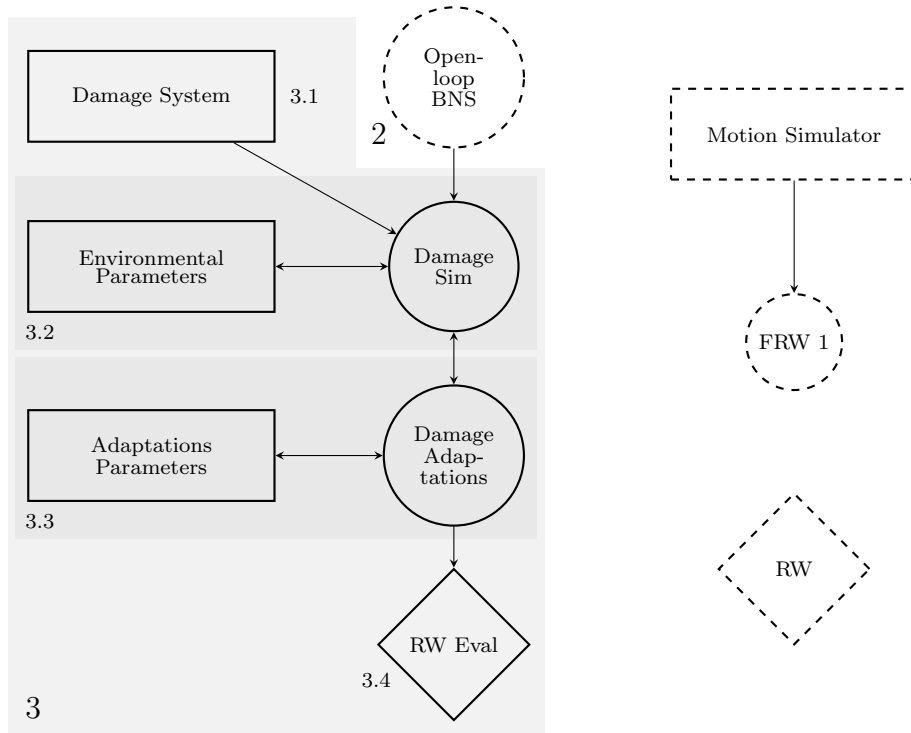 Open-
loop
BNS
Damage System
3.1
2
Motion Simulator
Environmental
Parameters
Damage
Sim
3.2
FRW 1
Adaptations
Parameters
Damage
Adap-
tations
3.3
RW
RW Eval
3.4
3